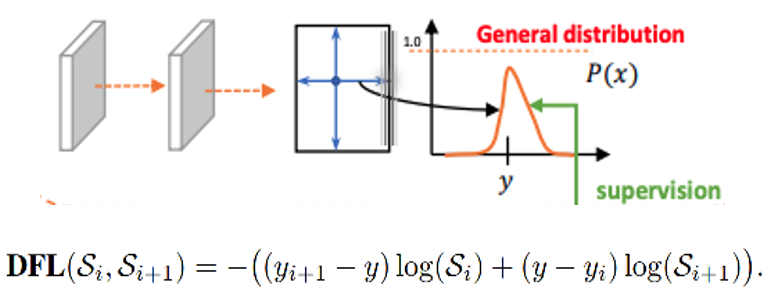 1.0
General distribution
P(x)
y
supervision
DFL(𝒮ᵢ, 𝒮ᵢ₊₁) = −((yᵢ₊₁ − y) log(𝒮ᵢ) + (y − yᵢ) log(𝒮ᵢ₊₁)).